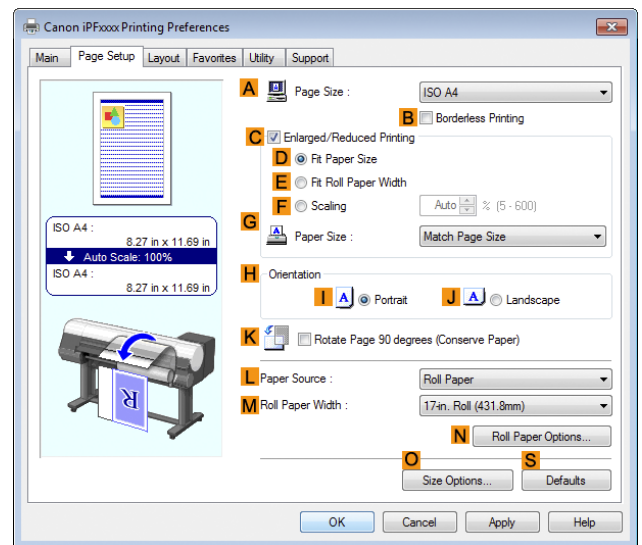 Canon iPFxxxx Printing Preferences
Main Page Setup Layout Favorites Utility Support
A Page Size : ISO A4
B Borderless Printing
C Enlarged/Reduced Printing
D Fit Paper Size
E Fit Roll Paper Width
F Scaling Auto % (5 - 600)
G A Paper Size : Match Page Size
ISO A4 :
8.27 in x 11.69 in
Auto Scale: 100%
ISO A4 :
8.27 in x 11.69 in
H Orientation
I A Portrait J A Landscape
K Rotate Page 90 degrees (Conserve Paper)
R
L Paper Source : Roll Paper
M Roll Paper Width : 17-in. Roll (431.8mm)
N Roll Paper Options...
O S
Size Options... Defaults
OK Cancel Apply Help